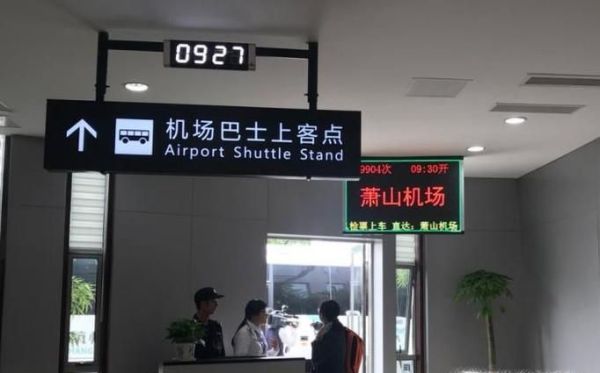 0927
机场巴士上客点
Airport Shuttle Stand
9904次 09:30开
萧山机场
检票上车 直达：萧山机场